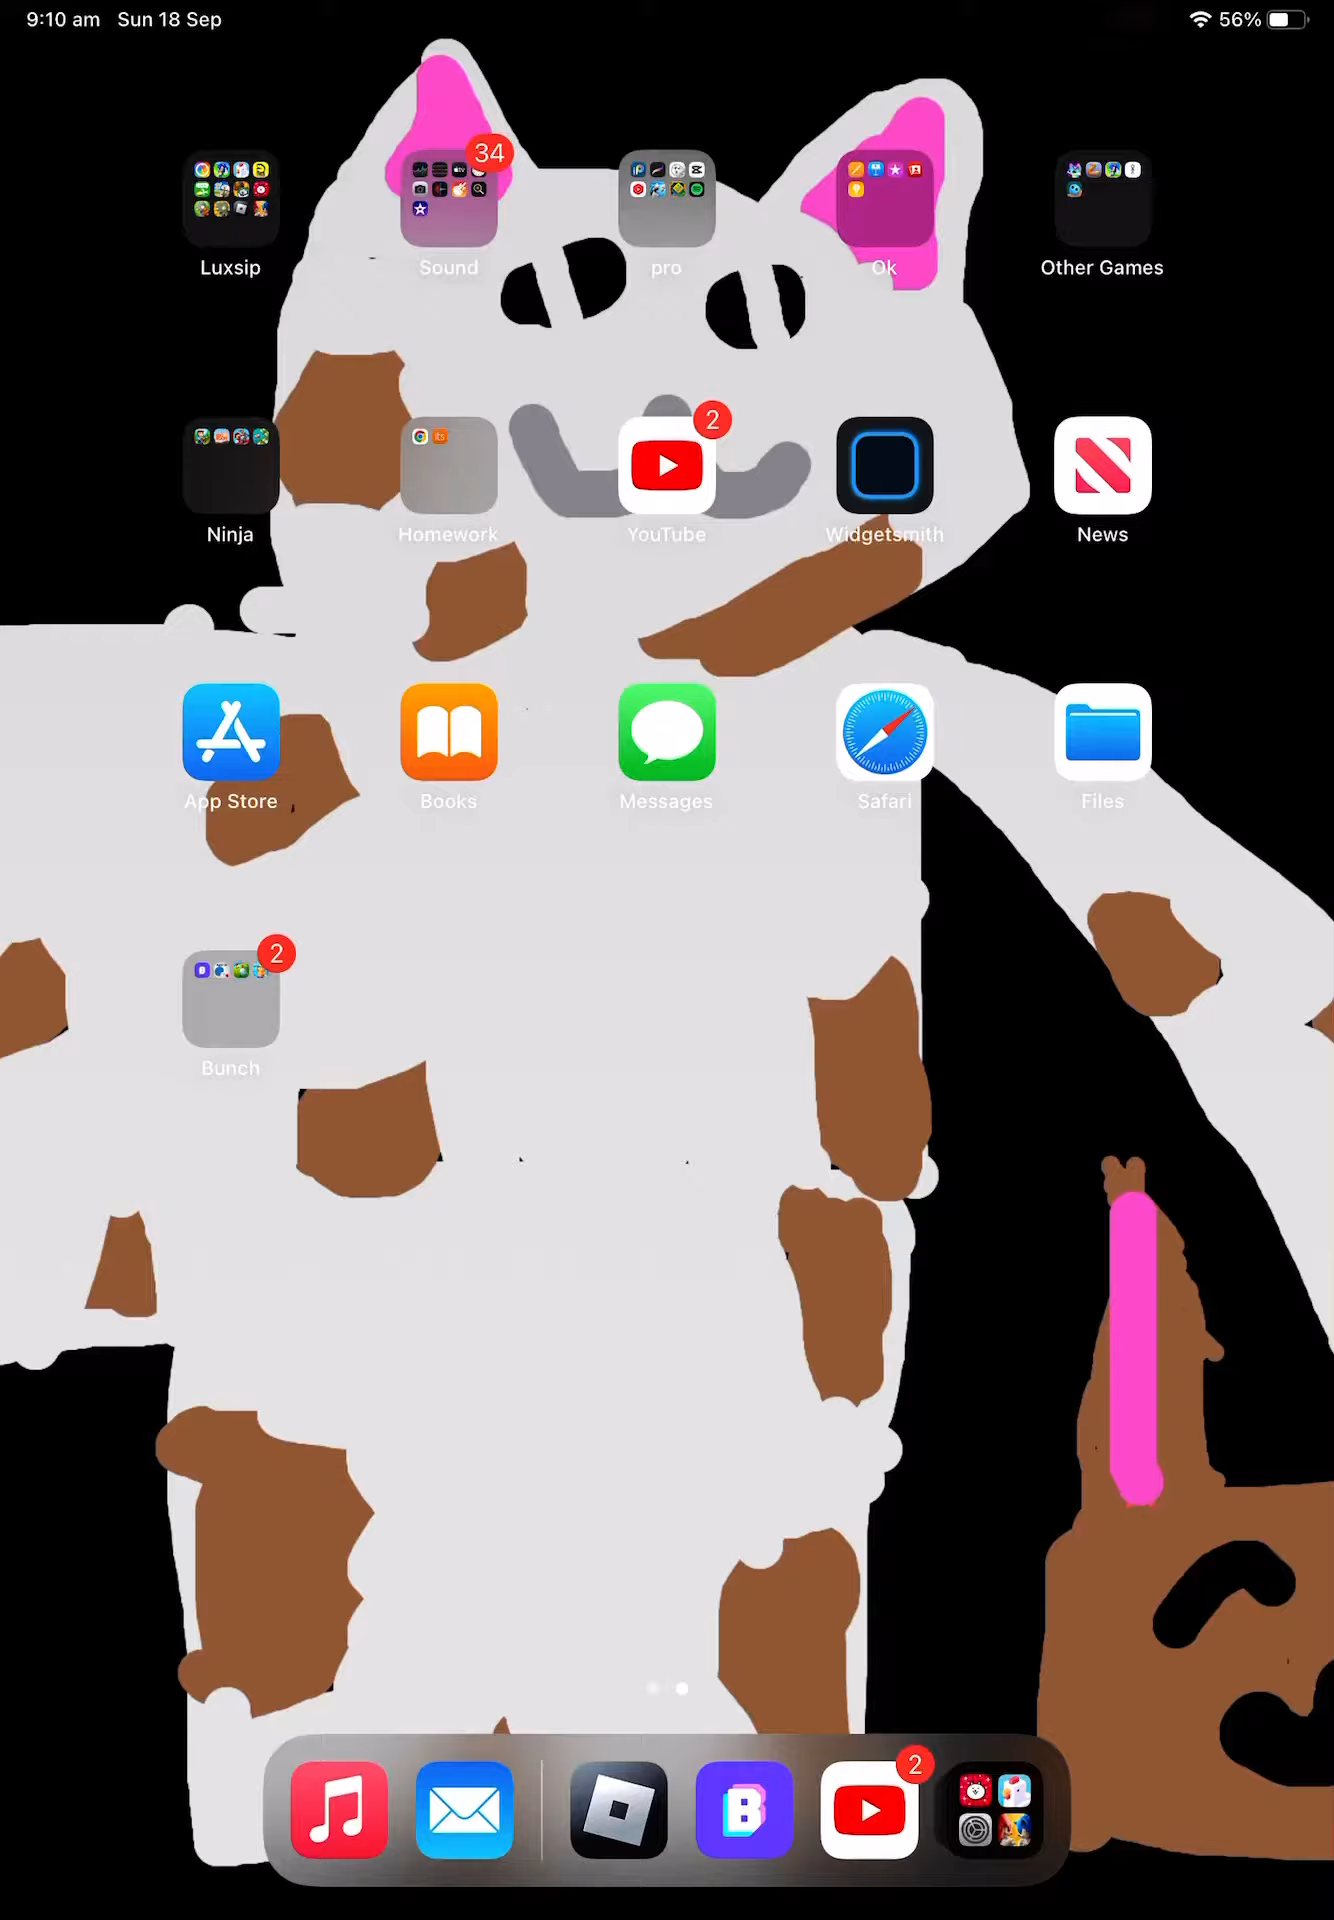 9:10 am Sun 18 Sep 56%
34
Luxsip Sound pro Ok Other Games
its
2
Ninja Homework YouTube Widgetsmith News
App Store Books Messages Safari Files
2
Bunch
2
B